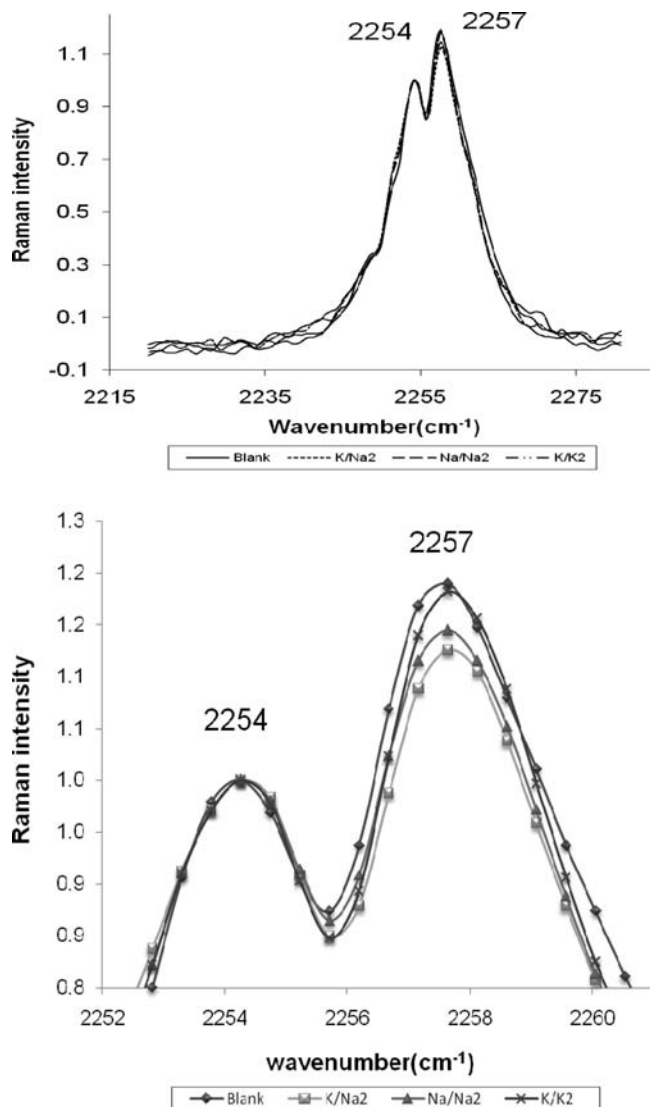 2254 2257
1.1
0.9
0.7
0.5
0.3
0.1
-0.1
Raman intensity
2215 2235 2255 2275
Wavenumber(cm⁻¹)
Blank K/Na2 Na/Na2 K/K2
1.3
1.2
1.2
1.1
1.1
1.0
1.0
0.9
0.9
0.8
2257
2254
Raman intensity
2252 2254 2256 2258 2260
wavenumber(cm⁻¹)
Blank K/Na2 Na/Na2 K/K2